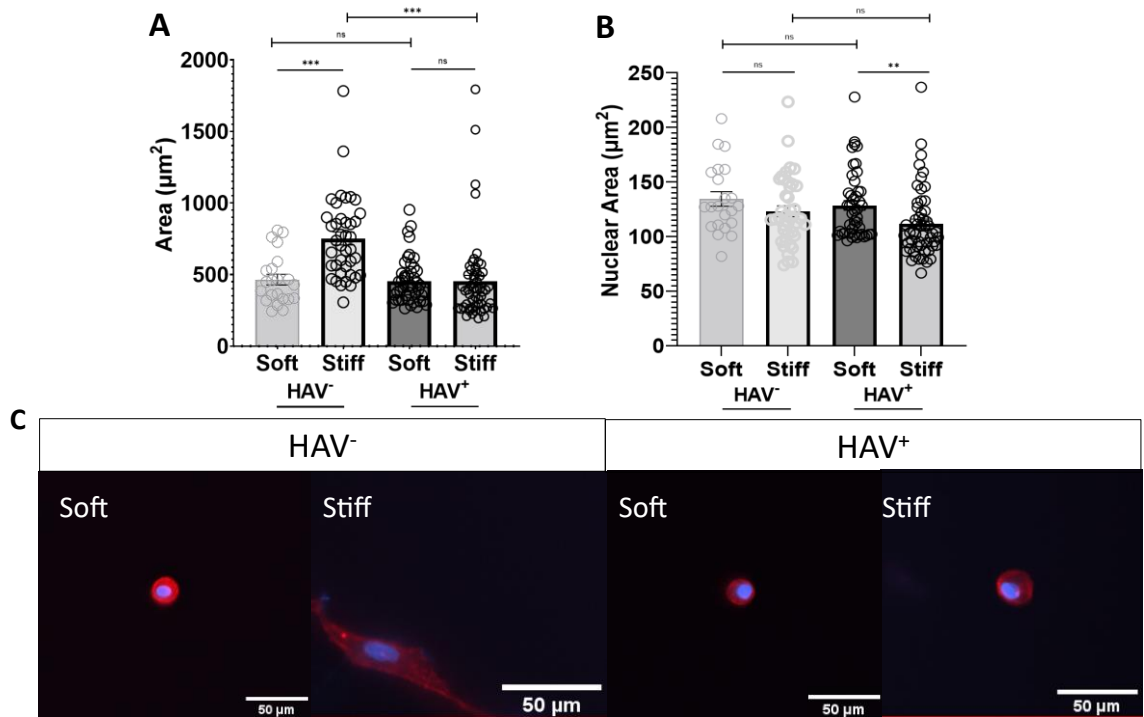 A
***
ns
***
ns
2000
1500
1000
500
0
Area (µm²)
Soft Stiff Soft Stiff
HAV⁻ HAV⁺
B
ns
ns
ns
**
250
200
150
100
50
0
Nuclear Area (µm²)
Soft Stiff Soft Stiff
HAV⁻ HAV⁺
C
HAV⁻ HAV⁺
Soft Stiff Soft Stiff
50 µm 50 µm 50 µm 50 µm